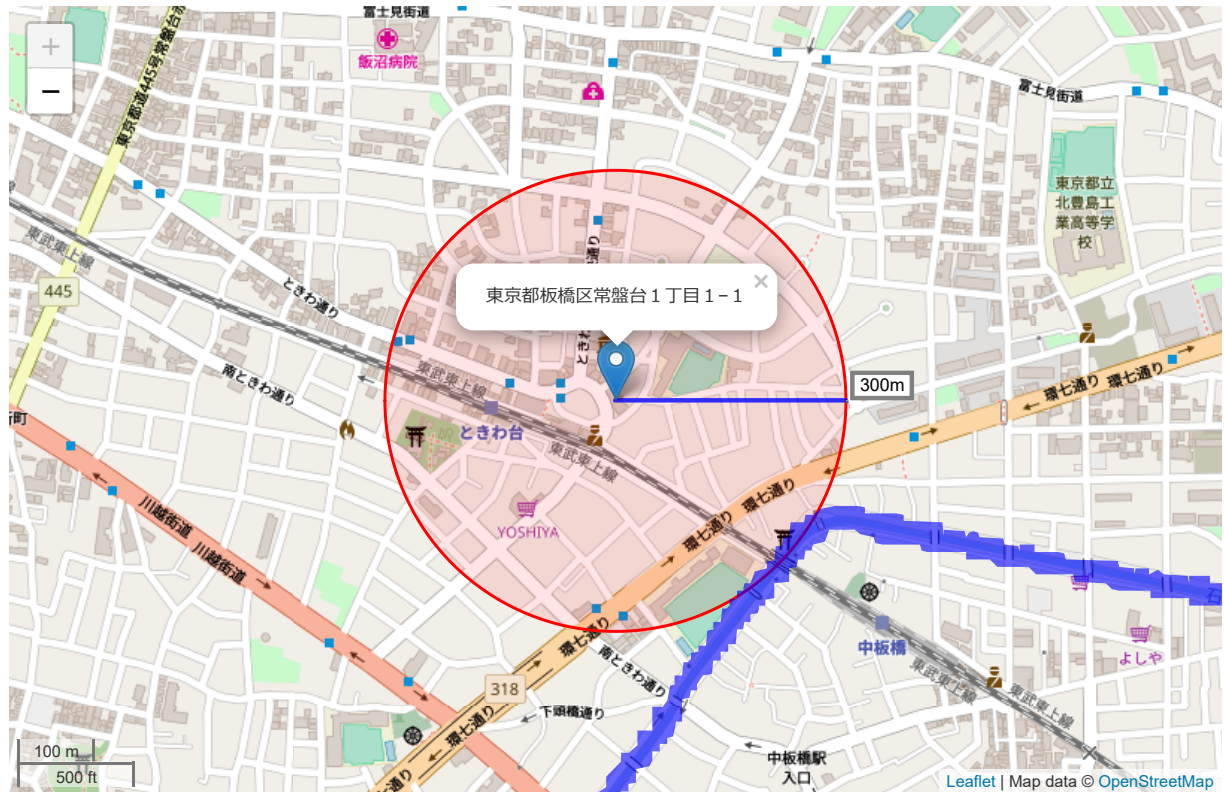 富士見街道
飯沼病院
+
−
東京都道445号常盤台赤
富士見街道
東京都立
北豊島工
業高等学
校
東武東上線
445
ときわ通り
東京都板橋区常盤台１丁目１−１
×
300m
東武東上線
南ときわ通り
ときわ台
東武東上線
環七通り
環七通り
YOSHIYA
環七通り
環七通り
川越街道
川越街道
環七通り
中板橋
よしや
東武東上線
東武東上線
南ときわ通り
318
下頭橋通り
環七通り
中板橋駅
入口
100 m
500 ft
Leaflet | Map data © OpenStreetMap